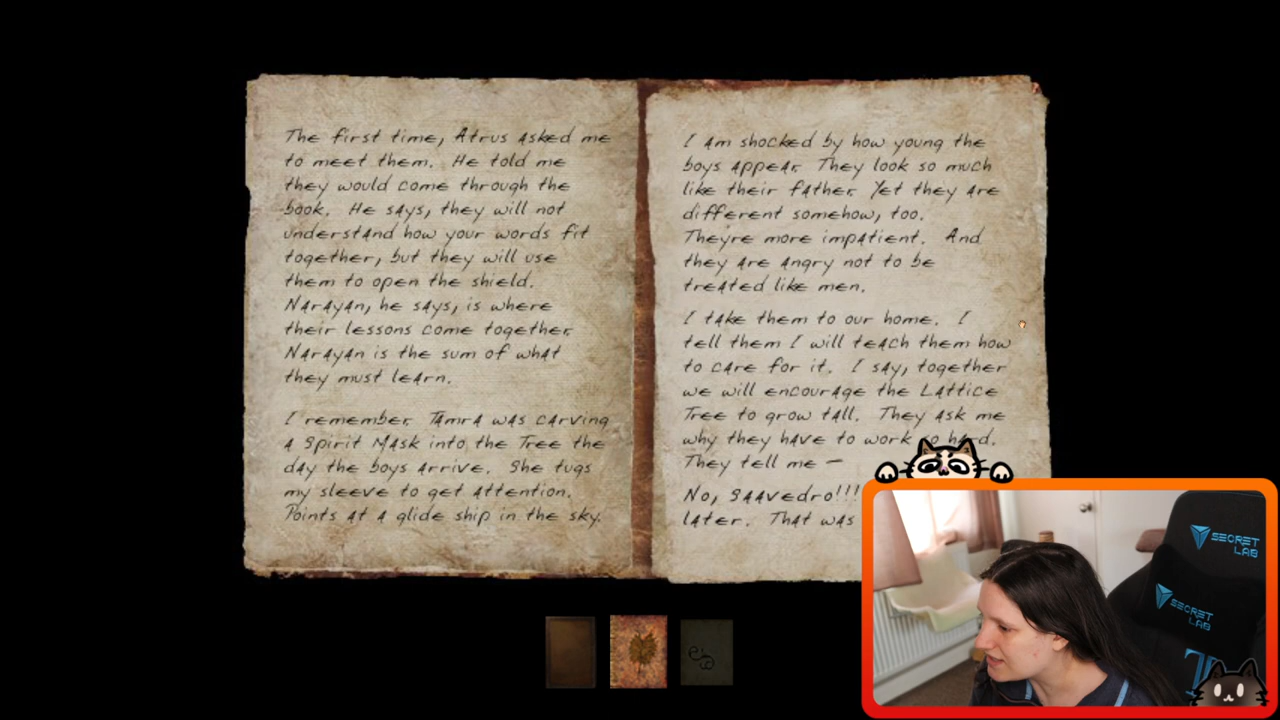 The first time, Atrus asked me
to meet them. He told me
they would come through the
book. He says, they will not
understand how your words fit
together, but they will use
them to open the shield.
Narayan, he says, is where
their lessons come together.
Narayan is the sum of what
they must learn.
I remember. Tamra was carving
a Spirit Mask into the Tree the
day the boys arrive. She tugs
my sleeve to get attention.
Points at a glide ship in the sky.
I am shocked by how young the
boys appear. They look so much
like their father. Yet they are
different somehow, too.
They're more impatient. And
they are angry not to be
treated like men.
I take them to our home. I
tell them I will teach them how
to care for it. I say, together
we will encourage the Lattice
Tree to grow tall. They ask me
why they have to work so hard.
They tell me —
No, Saavedro!!!
later. That was
SECRET
LAB
SECRET
LAB